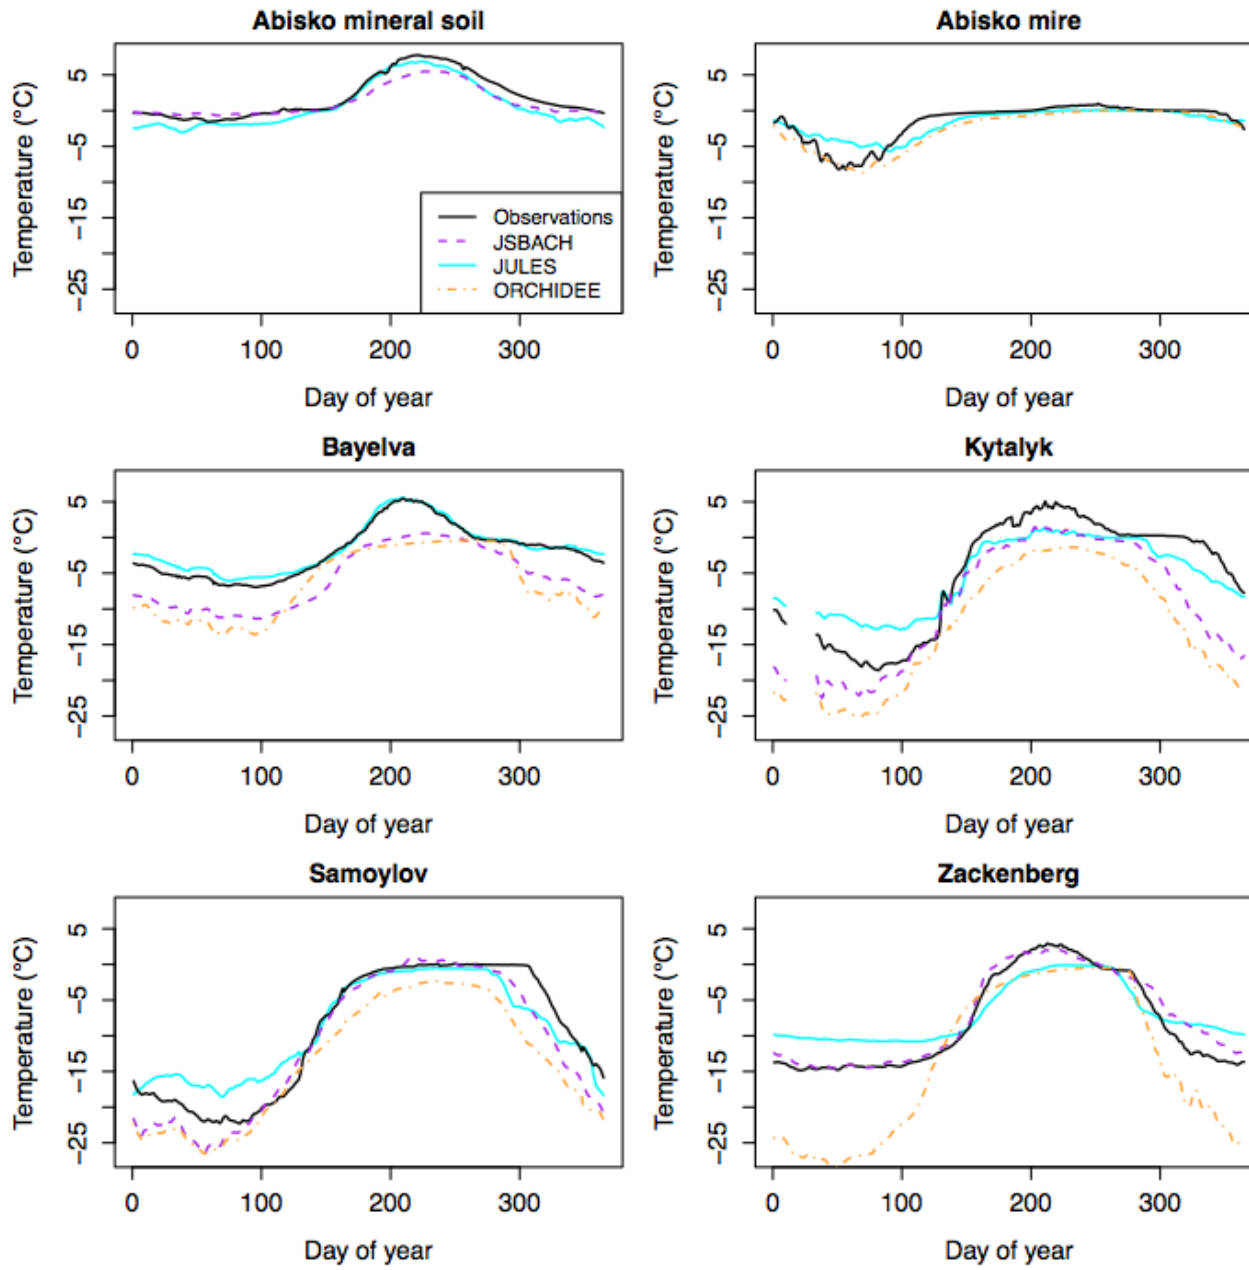 Abisko mineral soil
Temperature (°C)
5
−5
−15
−25
0 100 200 300
Day of year
Observations
JSBACH
JULES
ORCHIDEE
Abisko mire
Temperature (°C)
5
−5
−15
−25
0 100 200 300
Day of year
Bayelva
Temperature (°C)
5
−5
−15
−25
0 100 200 300
Day of year
Kytalyk
Temperature (°C)
5
−5
−15
−25
0 100 200 300
Day of year
Samoylov
Temperature (°C)
5
−5
−15
−25
0 100 200 300
Day of year
Zackenberg
Temperature (°C)
5
−5
−15
−25
0 100 200 300
Day of year